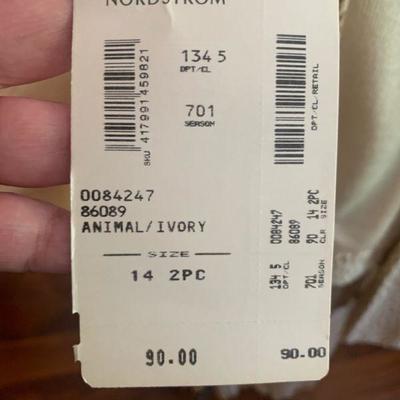 NORDSTROM
134 5
DPT/CL
701
SEASON
SKU 417991459821
DPT/CL/RETAIL
0084247
86089
ANIMAL/IVORY
SIZE
14 2PC
90.00
134 5 0084247 86089 90 14 2PC
DPT/CL CLR SIZE
701
SEASON
90.00